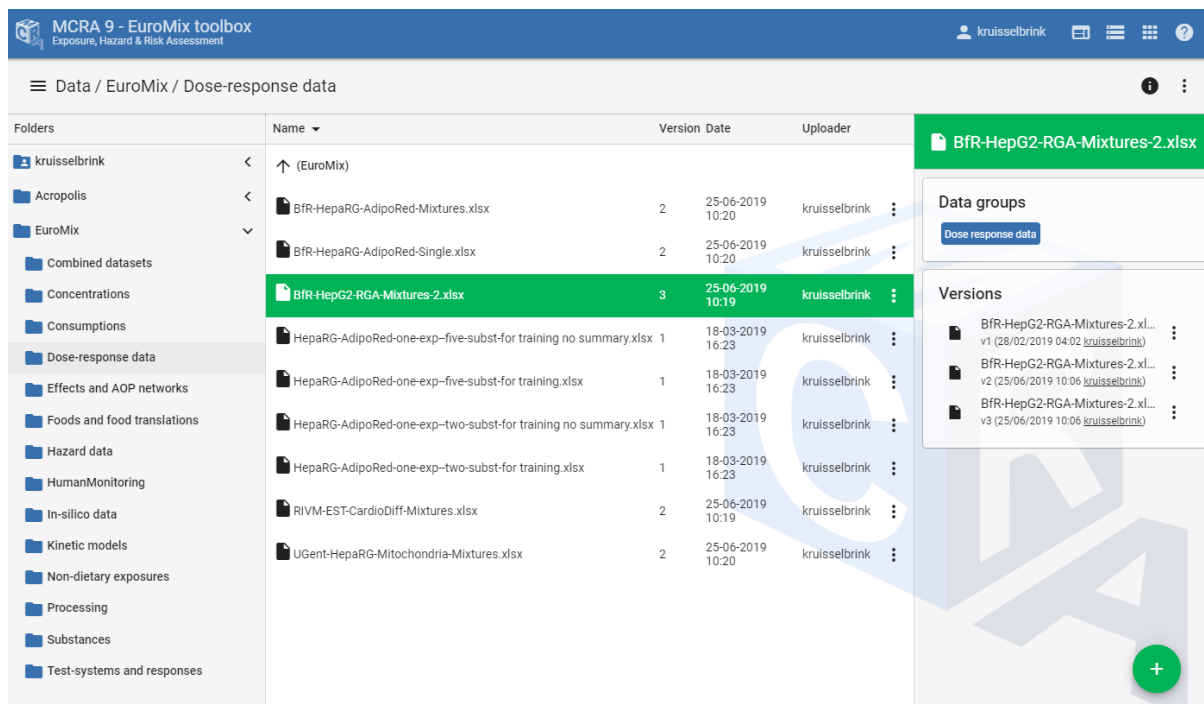 MCRA 9 - EuroMix toolbox
Exposure, Hazard & Risk Assessment
kruisselbrink
Data / EuroMix / Dose-response data
Folders
kruisselbrink
Acropolis
EuroMix
Combined datasets
Concentrations
Consumptions
Dose-response data
Effects and AOP networks
Foods and food translations
Hazard data
HumanMonitoring
In-silico data
Kinetic models
Non-dietary exposures
Processing
Substances
Test-systems and responses
Name Version Date Uploader
(EuroMix)
BfR-HepaRG-AdipoRed-Mixtures.xlsx 2 25-06-2019 10:20 kruisselbrink
BfR-HepaRG-AdipoRed-Single.xlsx 2 25-06-2019 10:20 kruisselbrink
BfR-HepG2-RGA-Mixtures-2.xlsx 3 25-06-2019 10:19 kruisselbrink
HepaRG-AdipoRed-one-exp--five-subst-for training no summary.xlsx 1 18-03-2019 16:23 kruisselbrink
HepaRG-AdipoRed-one-exp--five-subst-for training.xlsx 1 18-03-2019 16:23 kruisselbrink
HepaRG-AdipoRed-one-exp--two-subst-for training no summary.xlsx 1 18-03-2019 16:23 kruisselbrink
HepaRG-AdipoRed-one-exp--two-subst-for training.xlsx 1 18-03-2019 16:23 kruisselbrink
RIVM-EST-CardioDiff-Mixtures.xlsx 2 25-06-2019 10:19 kruisselbrink
UGent-HepaRG-Mitochondria-Mixtures.xlsx 2 25-06-2019 10:20 kruisselbrink
BfR-HepG2-RGA-Mixtures-2.xlsx
Data groups
Dose response data
Versions
BfR-HepG2-RGA-Mixtures-2.xl...
v1 (28/02/2019 04:02 kruisselbrink)
BfR-HepG2-RGA-Mixtures-2.xl...
v2 (25/06/2019 10:06 kruisselbrink)
BfR-HepG2-RGA-Mixtures-2.xl...
v3 (25/06/2019 10:06 kruisselbrink)